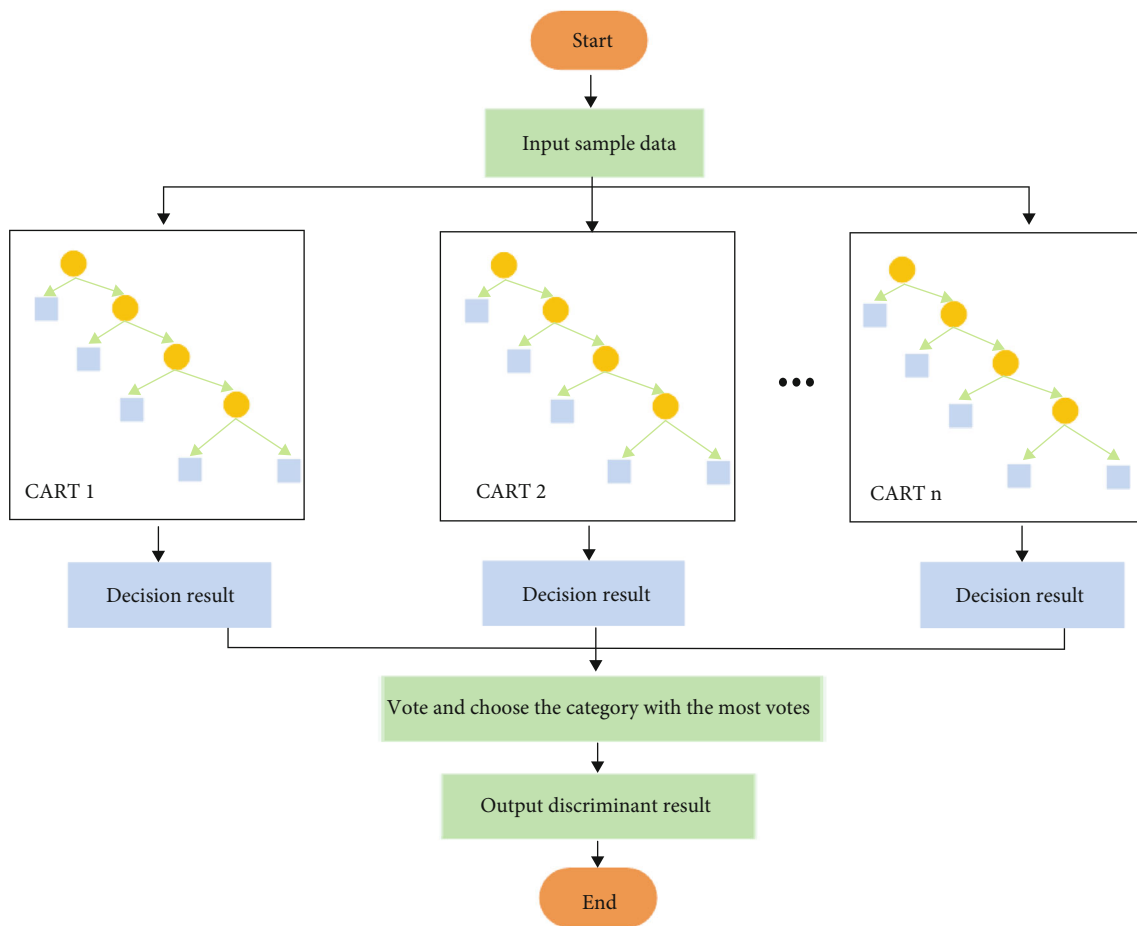 Start
Input sample data
CART 1
CART 2
CART n
Decision result
Decision result
Decision result
Vote and choose the category with the most votes
Output discriminant result
End